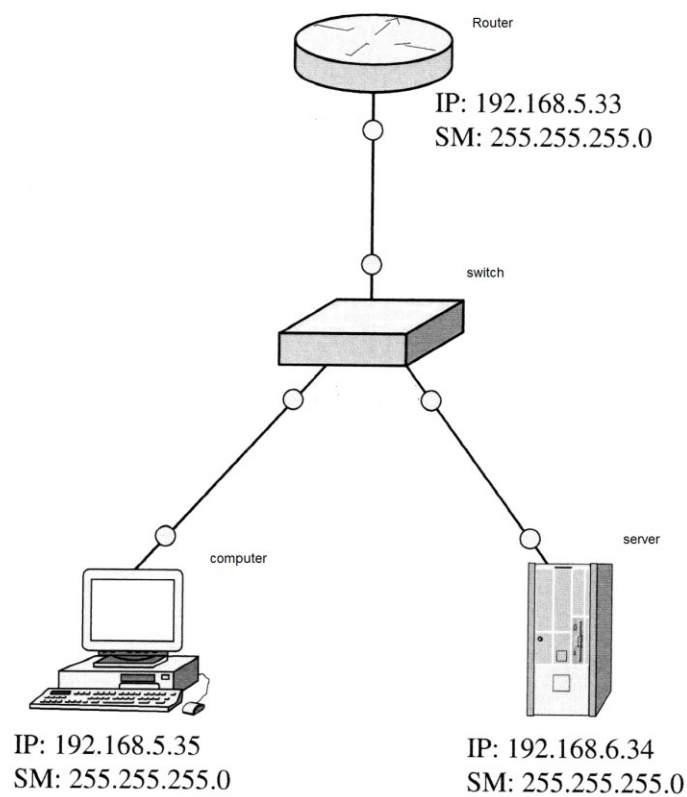 Router
IP: 192.168.5.33
SM: 255.255.255.0
switch
computer
server
IP: 192.168.5.35
SM: 255.255.255.0
IP: 192.168.6.34
SM: 255.255.255.0